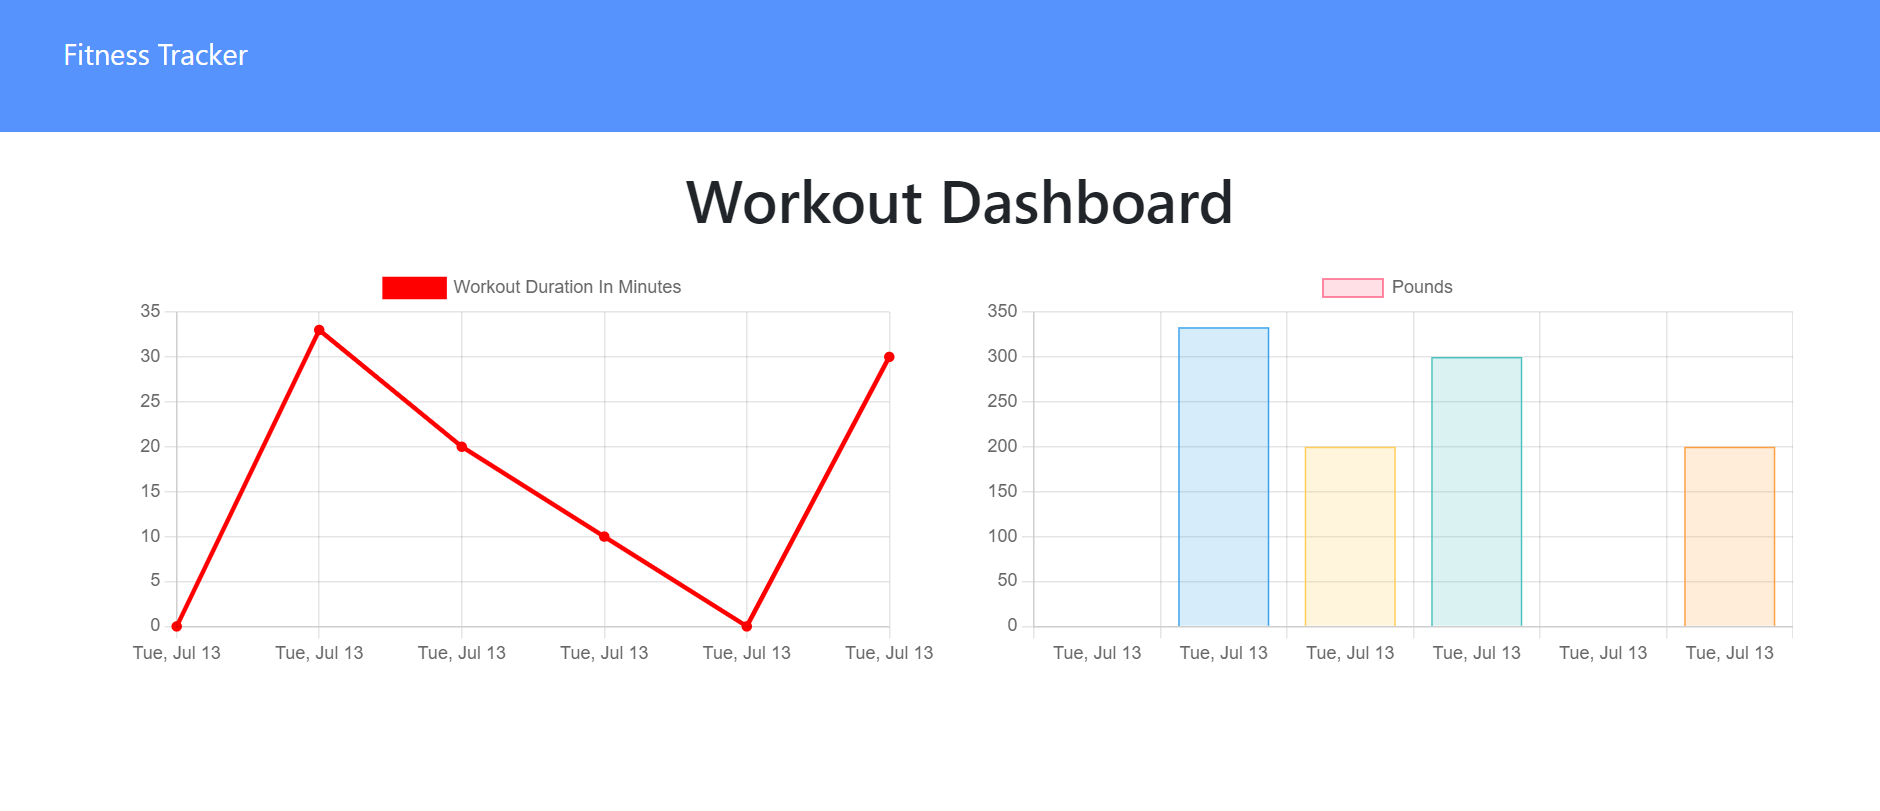 Fitness Tracker
Workout Dashboard
Workout Duration In Minutes
35
30
25
20
15
10
5
0
Tue, Jul 13 Tue, Jul 13 Tue, Jul 13 Tue, Jul 13 Tue, Jul 13 Tue, Jul 13
Pounds
350
300
250
200
150
100
50
0
Tue, Jul 13 Tue, Jul 13 Tue, Jul 13 Tue, Jul 13 Tue, Jul 13 Tue, Jul 13